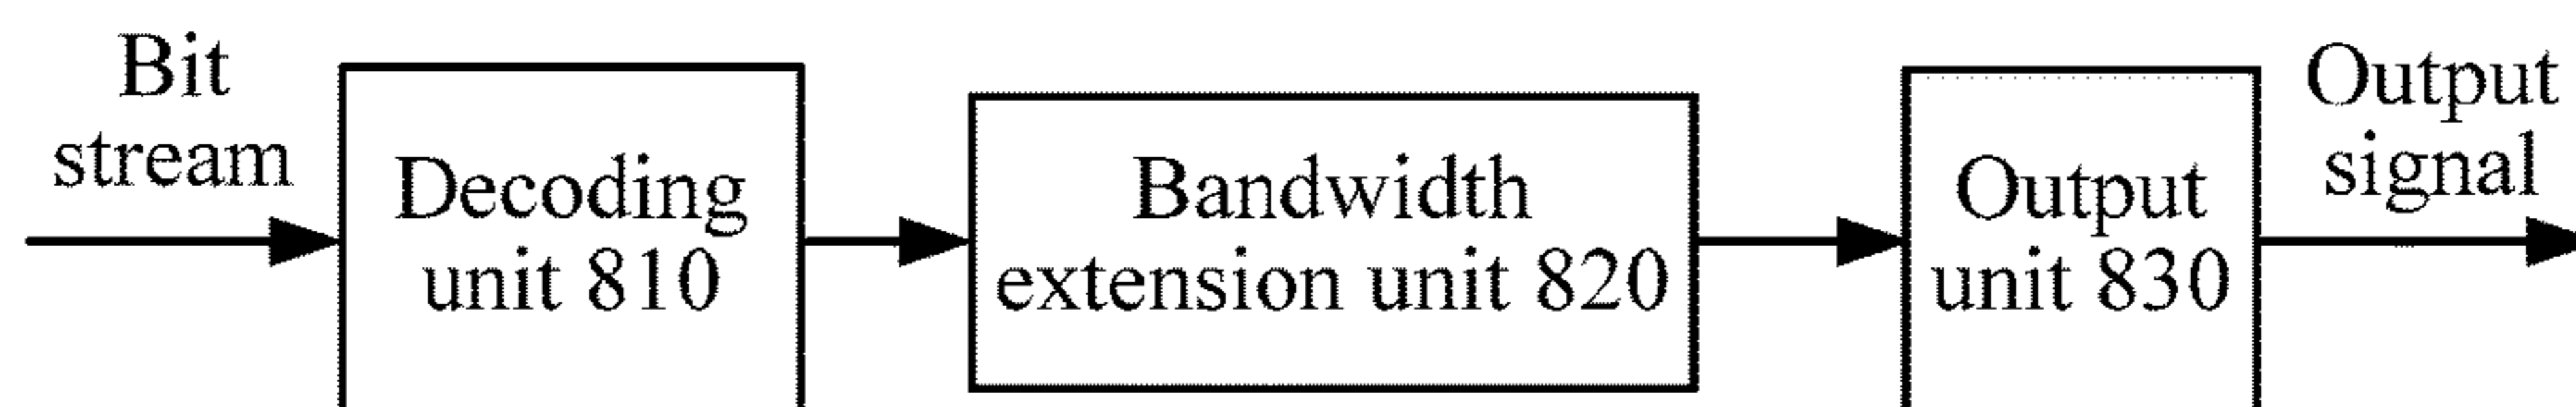 Bit
stream
Decoding
unit 810
Bandwidth
extension unit 820
Output
unit 830
Output
signal